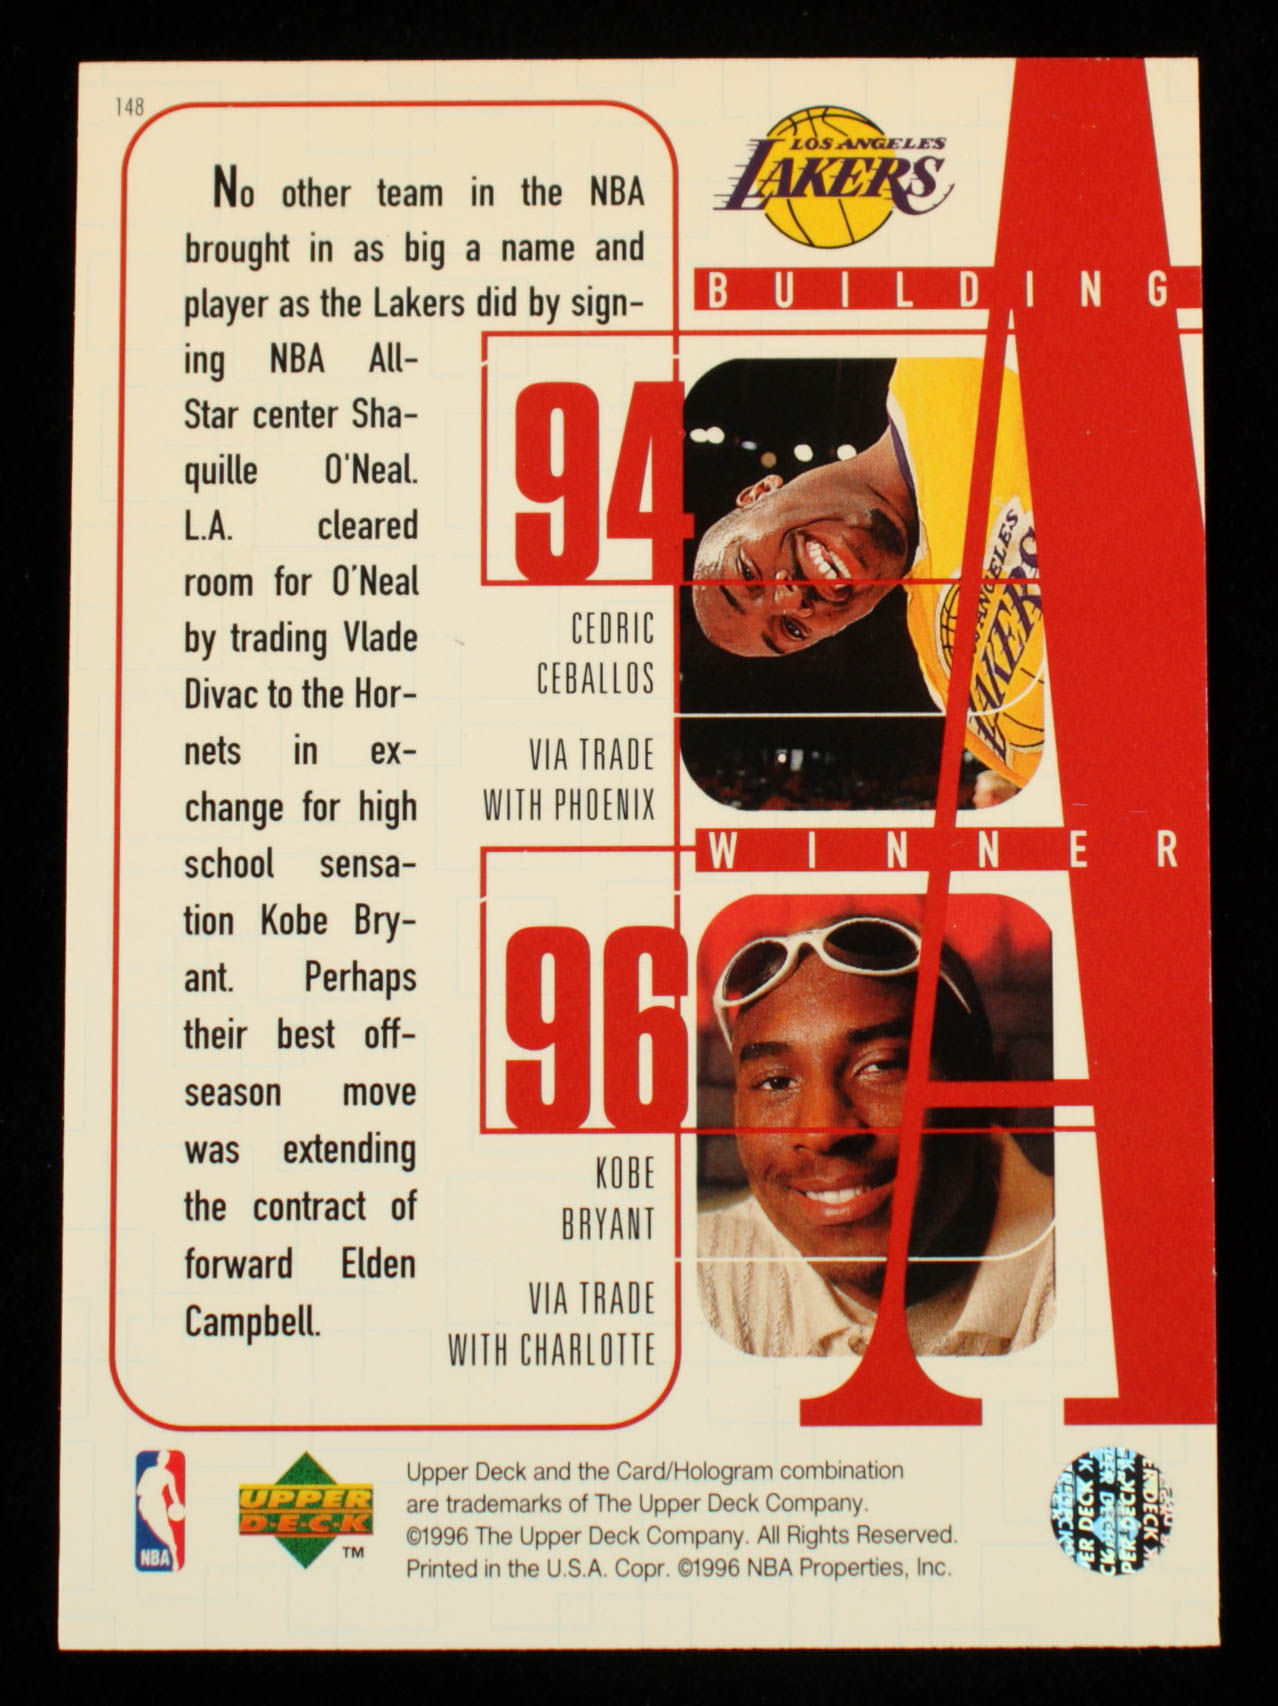 148
No other team in the NBA
brought in as big a name and
player as the Lakers did by sign-
ing NBA All-
Star center Sha-
quille O'Neal.
L.A. cleared
room for O'Neal
by trading Vlade
Divac to the Hor-
nets in ex-
change for high
school sensa-
tion Kobe Bry-
ant. Perhaps
their best off-
season move
was extending
the contract of
forward Elden
Campbell.
LOS ANGELES
LAKERS
BUILDING
94
CEDRIC
CEBALLOS
VIA TRADE
WITH PHOENIX
LAKERS
WINNER
96
KOBE
BRYANT
VIA TRADE
WITH CHARLOTTE
A
NBA
UPPER
D·E·C·K
TM
Upper Deck and the Card/Hologram combination
are trademarks of The Upper Deck Company.
©1996 The Upper Deck Company. All Rights Reserved.
Printed in the U.S.A. Copr. ©1996 NBA Properties, Inc.